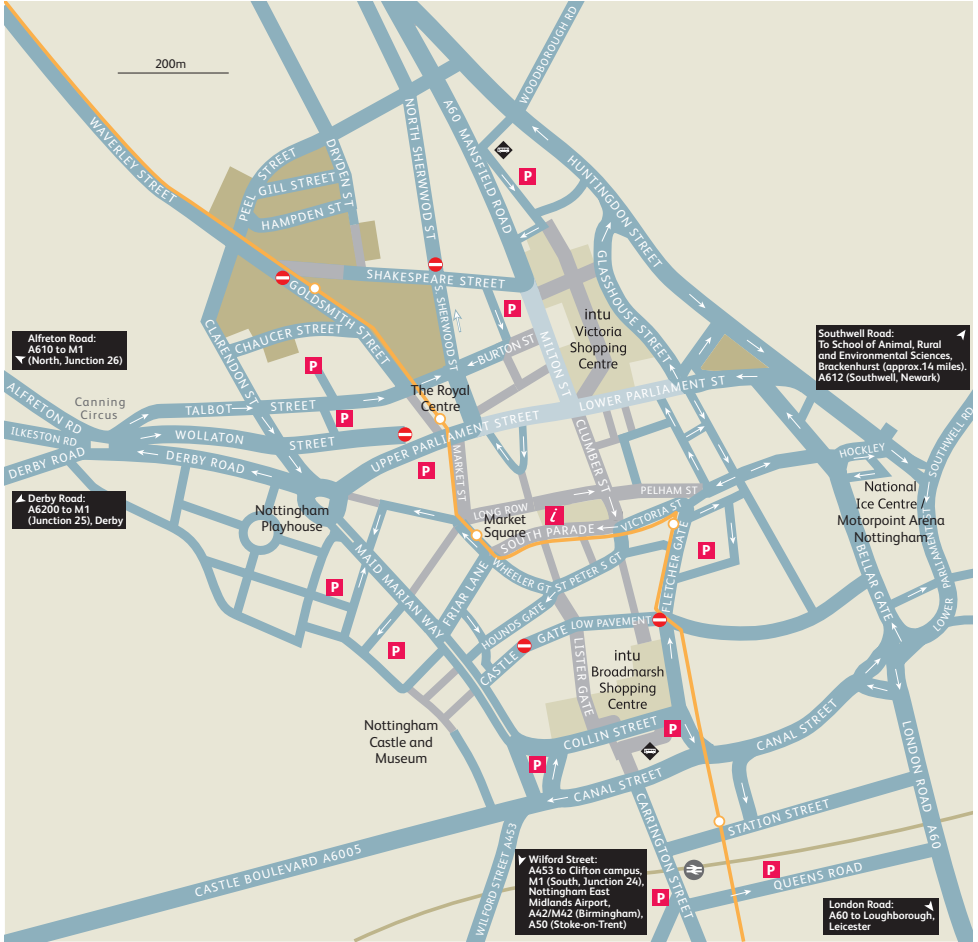 200m
WOODBOROUGH RD
WAVERLEY STREET
NORTH SHERWWOD ST
A60 MANSFIELD ROAD
HUNTINGDON STREET
PEEL STREET
GILL STREET
HAMPDEN ST
DRYDEN ST
P
SHAKESPEARE STREET
GOLDSMITH STREET
S. SHERWOOD ST
GLASSHOUSE STREET
P
intu
Victoria
Shopping
Centre
MILTON ST
Alfreton Road:
A610 to M1
(North, Junction 26)
CLARENDON ST
CHAUCER STREET
BURTON ST
P
Southwell Road:
To School of Animal, Rural
and Environmental Sciences,
Brackenhurst (approx.14 miles).
A612 (Southwell, Newark)
ALFRETON RD
Canning
Circus
TALBOT STREET
The Royal
Centre
P
LOWER PARLIAMENT ST
UPPER PARLIAMENT STREET
ILKESTON RD
WOLLATON STREET
DERBY ROAD
DERBY ROAD
P
MARKET ST
CLUMBER ST
HOCKLEY
SOUTHWELL RD
Derby Road:
A6200 to M1
(Junction 25), Derby
Nottingham
Playhouse
LONG ROW
PELHAM ST
i
Market
Square
SOUTH PARADE
VICTORIA ST
National
Ice Centre /
Motorpoint Arena
Nottingham
P
MAID MARIAN WAY
FRIAR LANE
WHEELER GT
ST PETER S GT
FLETCHER GATE
BELLAR GATE
LOWER PARLIAMENT ST
P
P
HOUNDS GATE
CASTLE GATE
LOW PAVEMENT
LISTER GATE
intu
Broadmarsh
Shopping
Centre
Nottingham
Castle and
Museum
COLLIN STREET
P
P
CANAL STREET
CANAL STREET
LONDON ROAD A60
CARRINGTON STREET
STATION STREET
CASTLE BOULEVARD A6005
WILFORD STREET A453
Wilford Street:
A453 to Clifton campus,
M1 (South, Junction 24),
Nottingham East
Midlands Airport,
A42/M42 (Birmingham),
A50 (Stoke-on-Trent)
P
P
QUEENS ROAD
London Road:
A60 to Loughborough,
Leicester